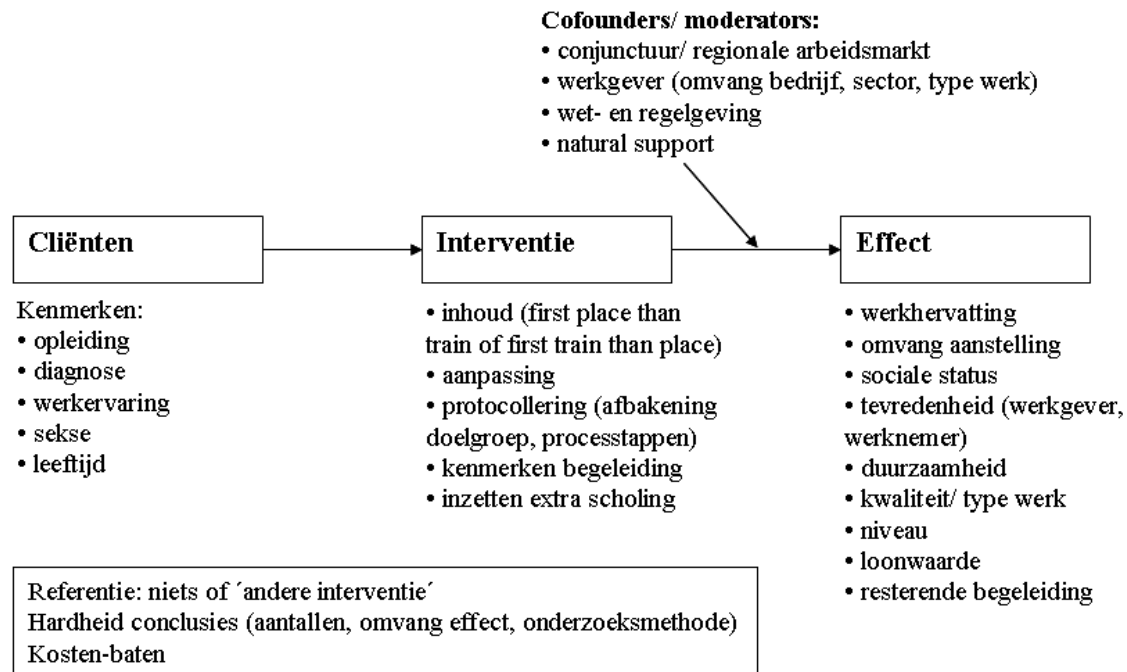 Cofounders/ moderators:
• conjunctuur/ regionale arbeidsmarkt
• werkgever (omvang bedrijf, sector, type werk)
• wet- en regelgeving
• natural support
Cliënten
Kenmerken:
• opleiding
• diagnose
• werkervaring
• sekse
• leeftijd
Interventie
• inhoud (first place than
train of first train than place)
• aanpassing
• protocollering (afbakening
doelgroep, processtappen)
• kenmerken begeleiding
• inzetten extra scholing
Effect
• werkhervatting
• omvang aanstelling
• sociale status
• tevredenheid (werkgever,
werknemer)
• duurzaamheid
• kwaliteit/ type werk
• niveau
• loonwaarde
• resterende begeleiding
Referentie: niets of ´andere interventie´
Hardheid conclusies (aantallen, omvang effect, onderzoeksmethode)
Kosten-baten